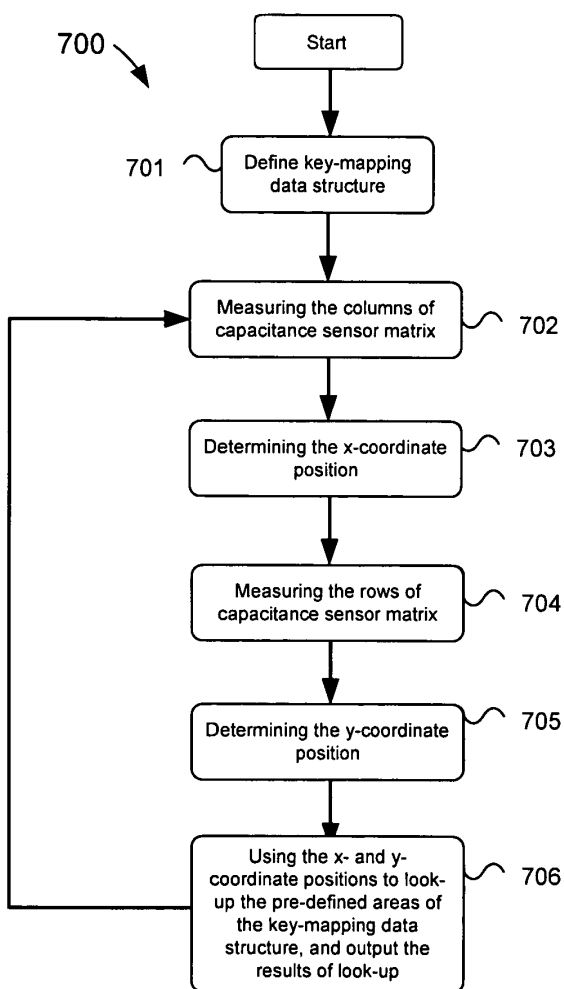 700
Start
701
Define key-mapping
data structure
Measuring the columns of
capacitance sensor matrix
702
Determining the x-coordinate
position
703
Measuring the rows of
capacitance sensor matrix
704
Determining the y-coordinate
position
705
Using the x- and y-
coordinate positions to look-
up the pre-defined areas of
the key-mapping data
structure, and output the
results of look-up
706